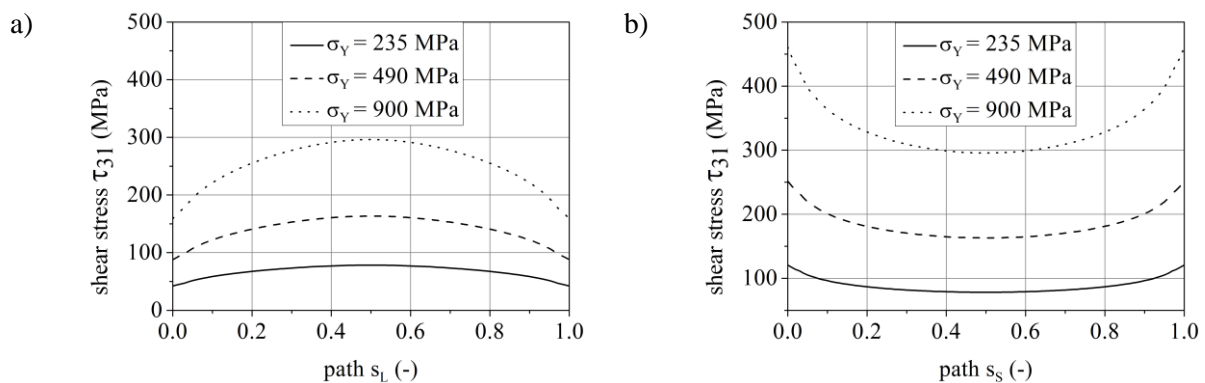 a)
500
400
300
200
100
0
shear stress τ31 (MPa)
σY = 235 MPa
σY = 490 MPa
σY = 900 MPa
0.0 0.2 0.4 0.6 0.8 1.0
path sL (-)
b)
500
400
300
200
100
shear stress τ31 (MPa)
σY = 235 MPa
σY = 490 MPa
σY = 900 MPa
0.0 0.2 0.4 0.6 0.8 1.0
path sS (-)